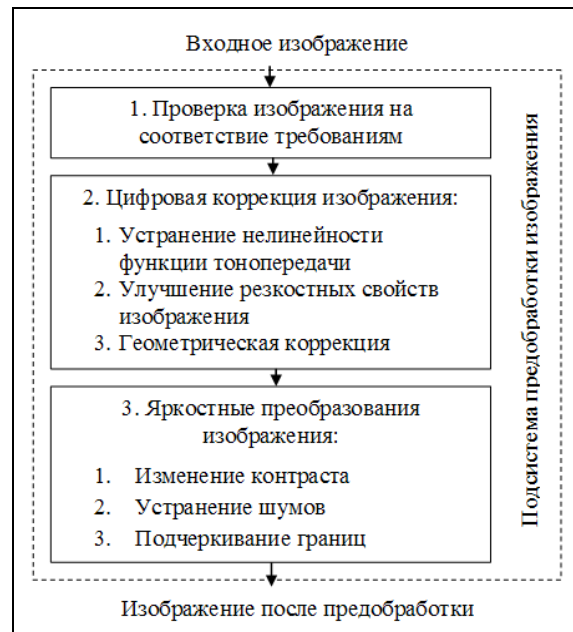 Входное изображение
1. Проверка изображения на
соответствие требованиям
2. Цифровая коррекция изображения:
1. Устранение нелинейности
функции тонопередачи
2. Улучшение резкостных свойств
изображения
3. Геометрическая коррекция
3. Яркостные преобразования
изображения:
1. Изменение контраста
2. Устранение шумов
3. Подчеркивание границ
Подсистема предобработки изображения
Изображение после предобработки